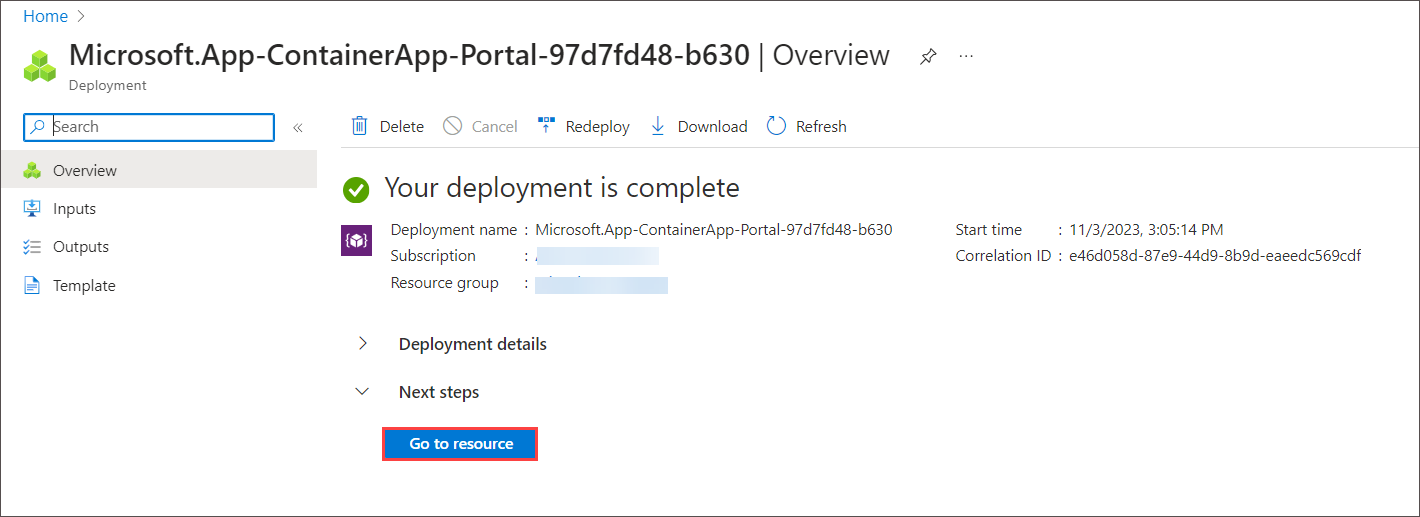 Home
Microsoft.App-ContainerApp-Portal-97d7fd48-b630 | Overview
Deployment
Search
Delete Cancel Redeploy Download Refresh
Overview
Inputs
Outputs
Template
Your deployment is complete
Deployment name : Microsoft.App-ContainerApp-Portal-97d7fd48-b630 Start time : 11/3/2023, 3:05:14 PM
Subscription : Correlation ID : e46d058d-87e9-44d9-8b9d-eaeedc569cdf
Resource group :
Deployment details
Next steps
Go to resource